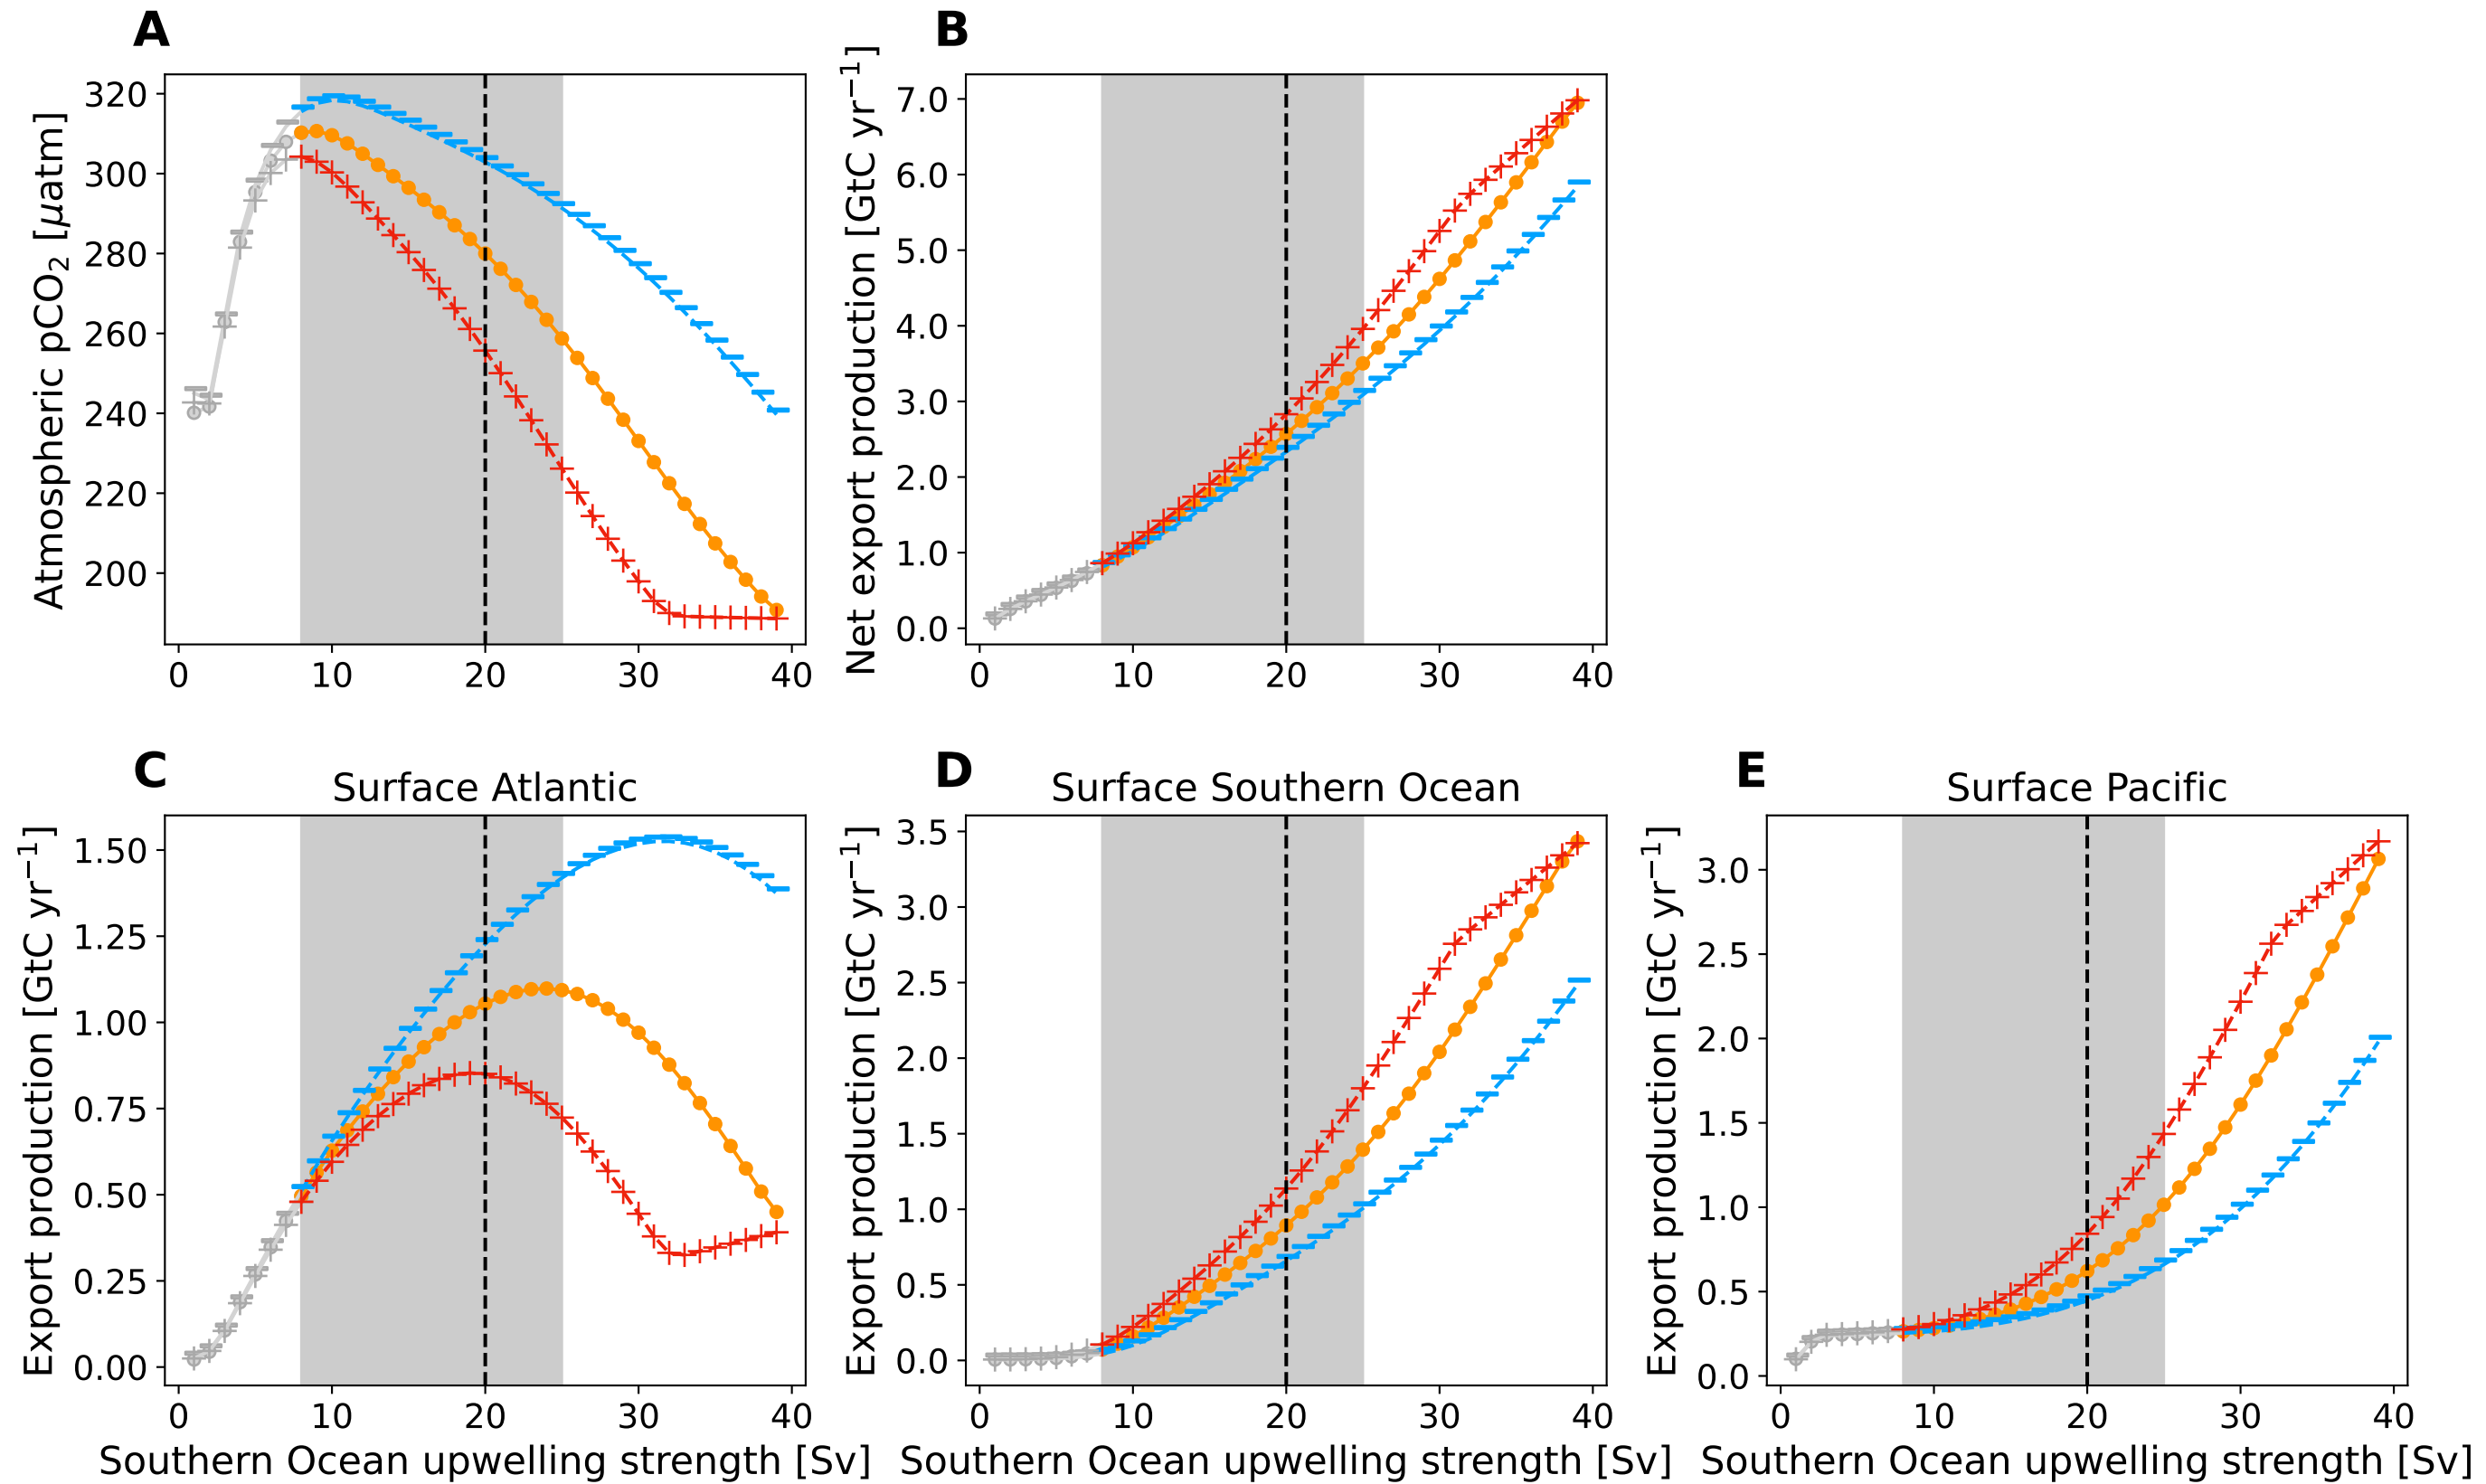 A
B
Atmospheric pCO₂ [μatm]
320
300
280
260
240
220
200
0 10 20 30 40
Net export production [GtC yr⁻¹]
7.0
6.0
5.0
4.0
3.0
2.0
1.0
0.0
0 10 20 30 40
C
Surface Atlantic
Export production [GtC yr⁻¹]
1.50
1.25
1.00
0.75
0.50
0.25
0.00
0 10 20 30 40
Southern Ocean upwelling strength [Sv]
D
Surface Southern Ocean
Export production [GtC yr⁻¹]
3.5
3.0
2.5
2.0
1.5
1.0
0.5
0.0
0 10 20 30 40
Southern Ocean upwelling strength [Sv]
E
Surface Pacific
Export production [GtC yr⁻¹]
3.0
2.5
2.0
1.5
1.0
0.5
0.0
0 10 20 30 40
Southern Ocean upwelling strength [Sv]